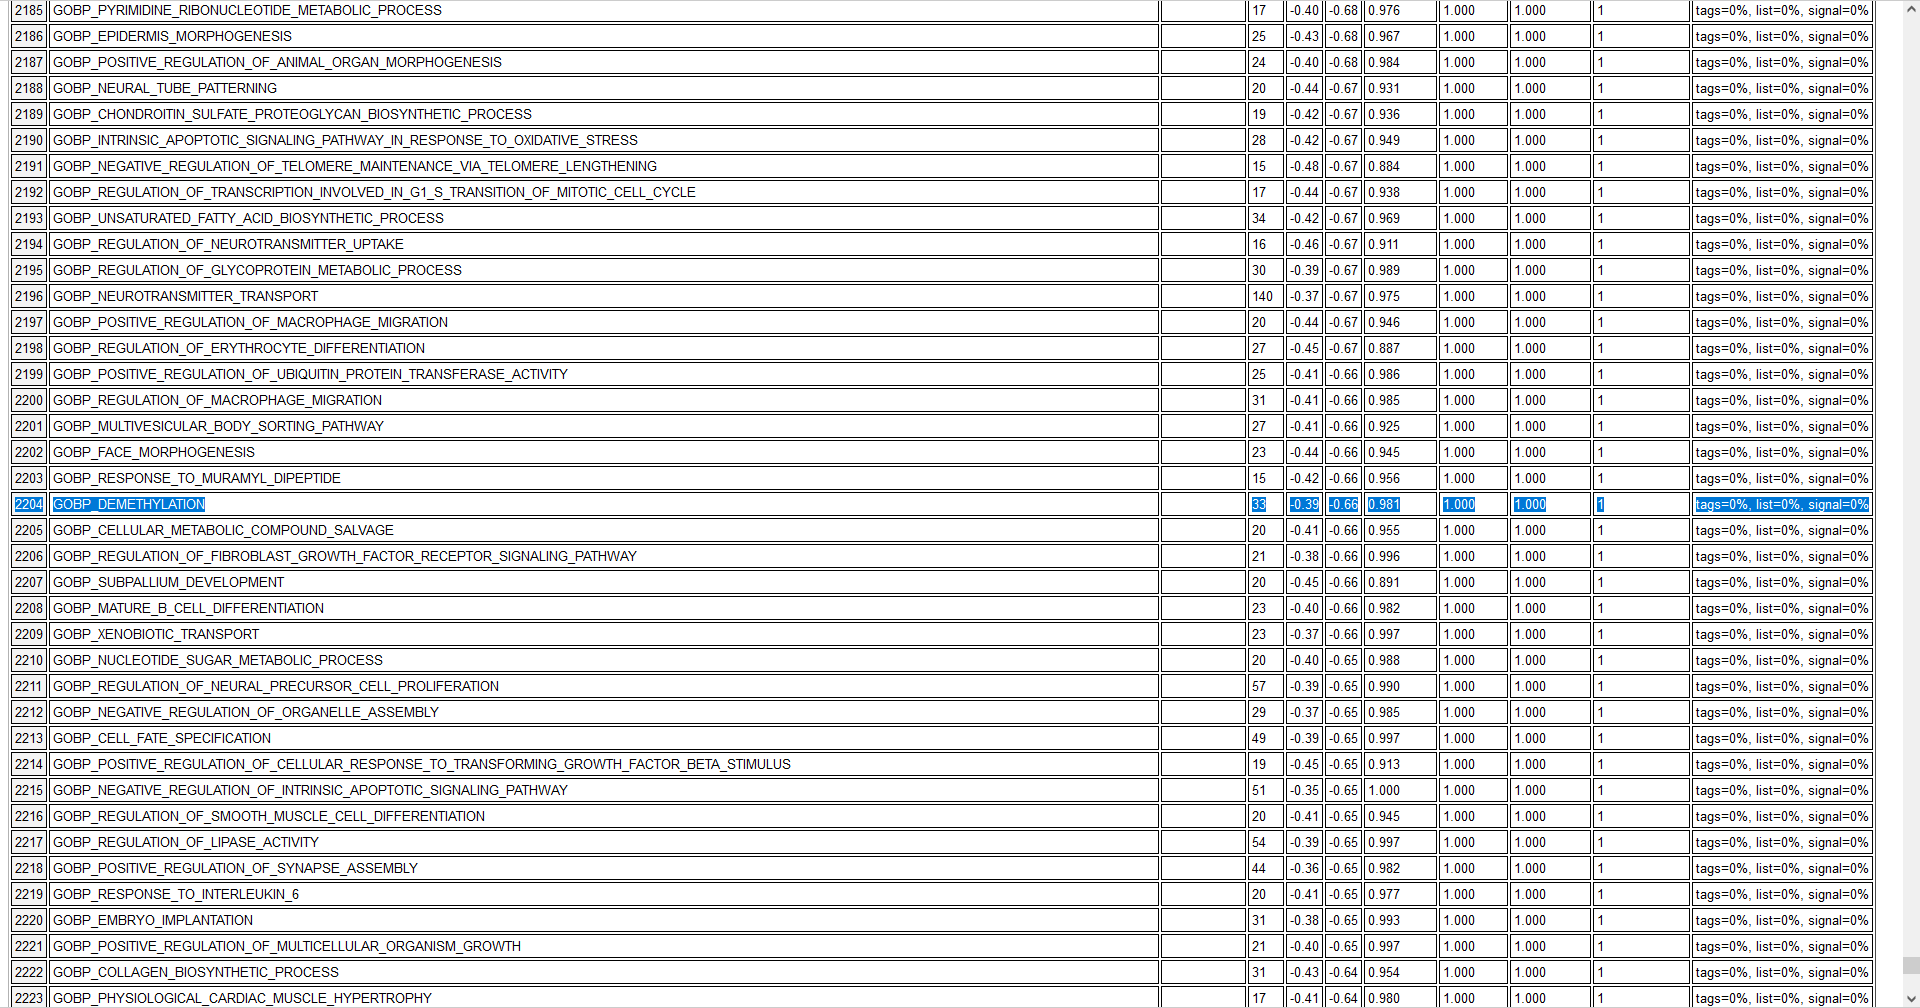 2185 GOBP_PYRIMIDINE_RIBONUCLEOTIDE_METABOLIC_PROCESS 17 -0.40 -0.68 0.976 1.000 1.000 1 tags=0%, list=0%, signal=0%
2186 GOBP_EPIDERMIS_MORPHOGENESIS 25 -0.43 -0.68 0.967 1.000 1.000 1 tags=0%, list=0%, signal=0%
2187 GOBP_POSITIVE_REGULATION_OF_ANIMAL_ORGAN_MORPHOGENESIS 24 -0.40 -0.68 0.984 1.000 1.000 1 tags=0%, list=0%, signal=0%
2188 GOBP_NEURAL_TUBE_PATTERNING 20 -0.44 -0.67 0.931 1.000 1.000 1 tags=0%, list=0%, signal=0%
2189 GOBP_CHONDROITIN_SULFATE_PROTEOGLYCAN_BIOSYNTHETIC_PROCESS 19 -0.42 -0.67 0.936 1.000 1.000 1 tags=0%, list=0%, signal=0%
2190 GOBP_INTRINSIC_APOPTOTIC_SIGNALING_PATHWAY_IN_RESPONSE_TO_OXIDATIVE_STRESS 28 -0.42 -0.67 0.949 1.000 1.000 1 tags=0%, list=0%, signal=0%
2191 GOBP_NEGATIVE_REGULATION_OF_TELOMERE_MAINTENANCE_VIA_TELOMERE_LENGTHENING 15 -0.48 -0.67 0.884 1.000 1.000 1 tags=0%, list=0%, signal=0%
2192 GOBP_REGULATION_OF_TRANSCRIPTION_INVOLVED_IN_G1_S_TRANSITION_OF_MITOTIC_CELL_CYCLE 17 -0.44 -0.67 0.938 1.000 1.000 1 tags=0%, list=0%, signal=0%
2193 GOBP_UNSATURATED_FATTY_ACID_BIOSYNTHETIC_PROCESS 34 -0.42 -0.67 0.969 1.000 1.000 1 tags=0%, list=0%, signal=0%
2194 GOBP_REGULATION_OF_NEUROTRANSMITTER_UPTAKE 16 -0.46 -0.67 0.911 1.000 1.000 1 tags=0%, list=0%, signal=0%
2195 GOBP_REGULATION_OF_GLYCOPROTEIN_METABOLIC_PROCESS 30 -0.39 -0.67 0.989 1.000 1.000 1 tags=0%, list=0%, signal=0%
2196 GOBP_NEUROTRANSMITTER_TRANSPORT 140 -0.37 -0.67 0.975 1.000 1.000 1 tags=0%, list=0%, signal=0%
2197 GOBP_POSITIVE_REGULATION_OF_MACROPHAGE_MIGRATION 20 -0.44 -0.67 0.946 1.000 1.000 1 tags=0%, list=0%, signal=0%
2198 GOBP_REGULATION_OF_ERYTHROCYTE_DIFFERENTIATION 27 -0.45 -0.67 0.887 1.000 1.000 1 tags=0%, list=0%, signal=0%
2199 GOBP_POSITIVE_REGULATION_OF_UBIQUITIN_PROTEIN_TRANSFERASE_ACTIVITY 25 -0.41 -0.66 0.986 1.000 1.000 1 tags=0%, list=0%, signal=0%
2200 GOBP_REGULATION_OF_MACROPHAGE_MIGRATION 31 -0.41 -0.66 0.985 1.000 1.000 1 tags=0%, list=0%, signal=0%
2201 GOBP_MULTIVESICULAR_BODY_SORTING_PATHWAY 27 -0.41 -0.66 0.925 1.000 1.000 1 tags=0%, list=0%, signal=0%
2202 GOBP_FACE_MORPHOGENESIS 23 -0.44 -0.66 0.945 1.000 1.000 1 tags=0%, list=0%, signal=0%
2203 GOBP_RESPONSE_TO_MURAMYL_DIPEPTIDE 15 -0.42 -0.66 0.956 1.000 1.000 1 tags=0%, list=0%, signal=0%
2204 GOBP_DEMETHYLATION 33 -0.39 -0.66 0.981 1.000 1.000 1 tags=0%, list=0%, signal=0%
2205 GOBP_CELLULAR_METABOLIC_COMPOUND_SALVAGE 20 -0.41 -0.66 0.955 1.000 1.000 1 tags=0%, list=0%, signal=0%
2206 GOBP_REGULATION_OF_FIBROBLAST_GROWTH_FACTOR_RECEPTOR_SIGNALING_PATHWAY 21 -0.38 -0.66 0.996 1.000 1.000 1 tags=0%, list=0%, signal=0%
2207 GOBP_SUBPALLIUM_DEVELOPMENT 20 -0.45 -0.66 0.891 1.000 1.000 1 tags=0%, list=0%, signal=0%
2208 GOBP_MATURE_B_CELL_DIFFERENTIATION 23 -0.40 -0.66 0.982 1.000 1.000 1 tags=0%, list=0%, signal=0%
2209 GOBP_XENOBIOTIC_TRANSPORT 23 -0.37 -0.66 0.997 1.000 1.000 1 tags=0%, list=0%, signal=0%
2210 GOBP_NUCLEOTIDE_SUGAR_METABOLIC_PROCESS 20 -0.40 -0.65 0.988 1.000 1.000 1 tags=0%, list=0%, signal=0%
2211 GOBP_REGULATION_OF_NEURAL_PRECURSOR_CELL_PROLIFERATION 57 -0.39 -0.65 0.990 1.000 1.000 1 tags=0%, list=0%, signal=0%
2212 GOBP_NEGATIVE_REGULATION_OF_ORGANELLE_ASSEMBLY 29 -0.37 -0.65 0.985 1.000 1.000 1 tags=0%, list=0%, signal=0%
2213 GOBP_CELL_FATE_SPECIFICATION 49 -0.39 -0.65 0.997 1.000 1.000 1 tags=0%, list=0%, signal=0%
2214 GOBP_POSITIVE_REGULATION_OF_CELLULAR_RESPONSE_TO_TRANSFORMING_GROWTH_FACTOR_BETA_STIMULUS 19 -0.45 -0.65 0.913 1.000 1.000 1 tags=0%, list=0%, signal=0%
2215 GOBP_NEGATIVE_REGULATION_OF_INTRINSIC_APOPTOTIC_SIGNALING_PATHWAY 51 -0.35 -0.65 1.000 1.000 1.000 1 tags=0%, list=0%, signal=0%
2216 GOBP_REGULATION_OF_SMOOTH_MUSCLE_CELL_DIFFERENTIATION 20 -0.41 -0.65 0.945 1.000 1.000 1 tags=0%, list=0%, signal=0%
2217 GOBP_REGULATION_OF_LIPASE_ACTIVITY 54 -0.39 -0.65 0.997 1.000 1.000 1 tags=0%, list=0%, signal=0%
2218 GOBP_POSITIVE_REGULATION_OF_SYNAPSE_ASSEMBLY 44 -0.36 -0.65 0.982 1.000 1.000 1 tags=0%, list=0%, signal=0%
2219 GOBP_RESPONSE_TO_INTERLEUKIN_6 20 -0.41 -0.65 0.977 1.000 1.000 1 tags=0%, list=0%, signal=0%
2220 GOBP_EMBRYO_IMPLANTATION 31 -0.38 -0.65 0.993 1.000 1.000 1 tags=0%, list=0%, signal=0%
2221 GOBP_POSITIVE_REGULATION_OF_MULTICELLULAR_ORGANISM_GROWTH 21 -0.40 -0.65 0.997 1.000 1.000 1 tags=0%, list=0%, signal=0%
2222 GOBP_COLLAGEN_BIOSYNTHETIC_PROCESS 31 -0.43 -0.64 0.954 1.000 1.000 1 tags=0%, list=0%, signal=0%
2223 GOBP_PHYSIOLOGICAL_CARDIAC_MUSCLE_HYPERTROPHY 17 -0.41 -0.64 0.980 1.000 1.000 1 tags=0%, list=0%, signal=0%